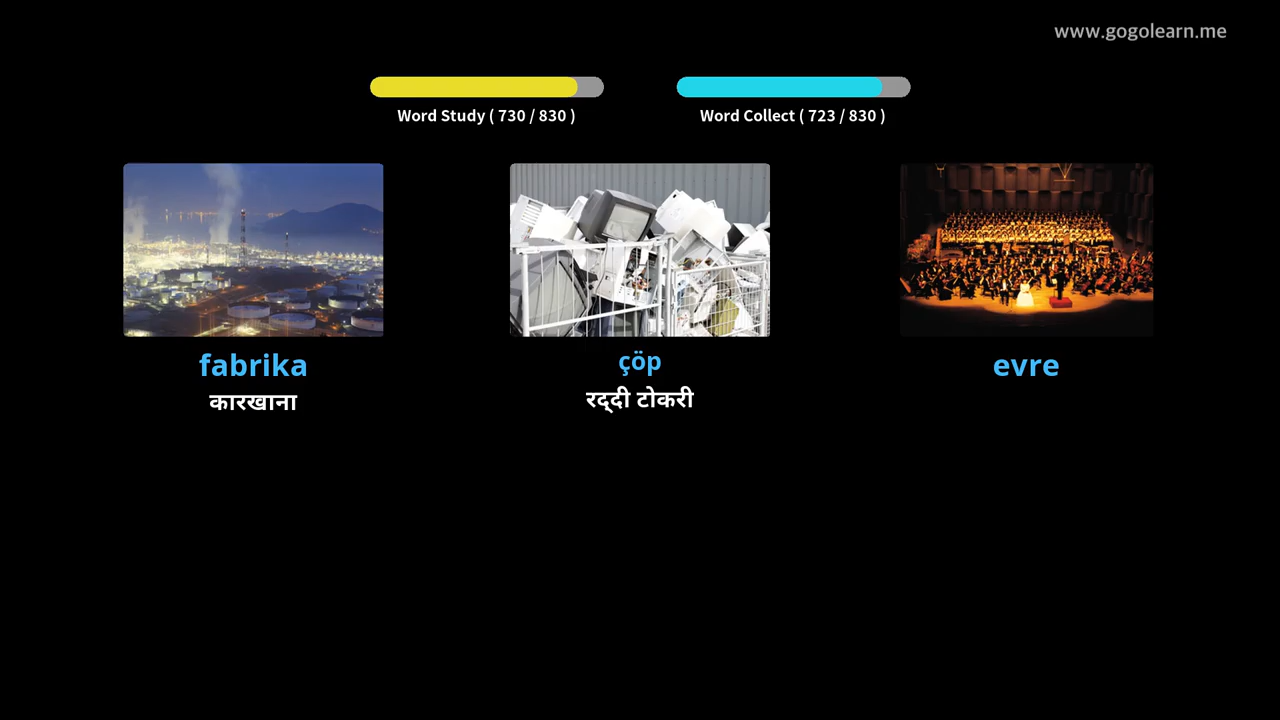 www.gogolearn.me
Word Study ( 730 / 830 )
Word Collect ( 723 / 830 )
fabrika
कारखाना
çöp
रद्दी टोकरी
evre